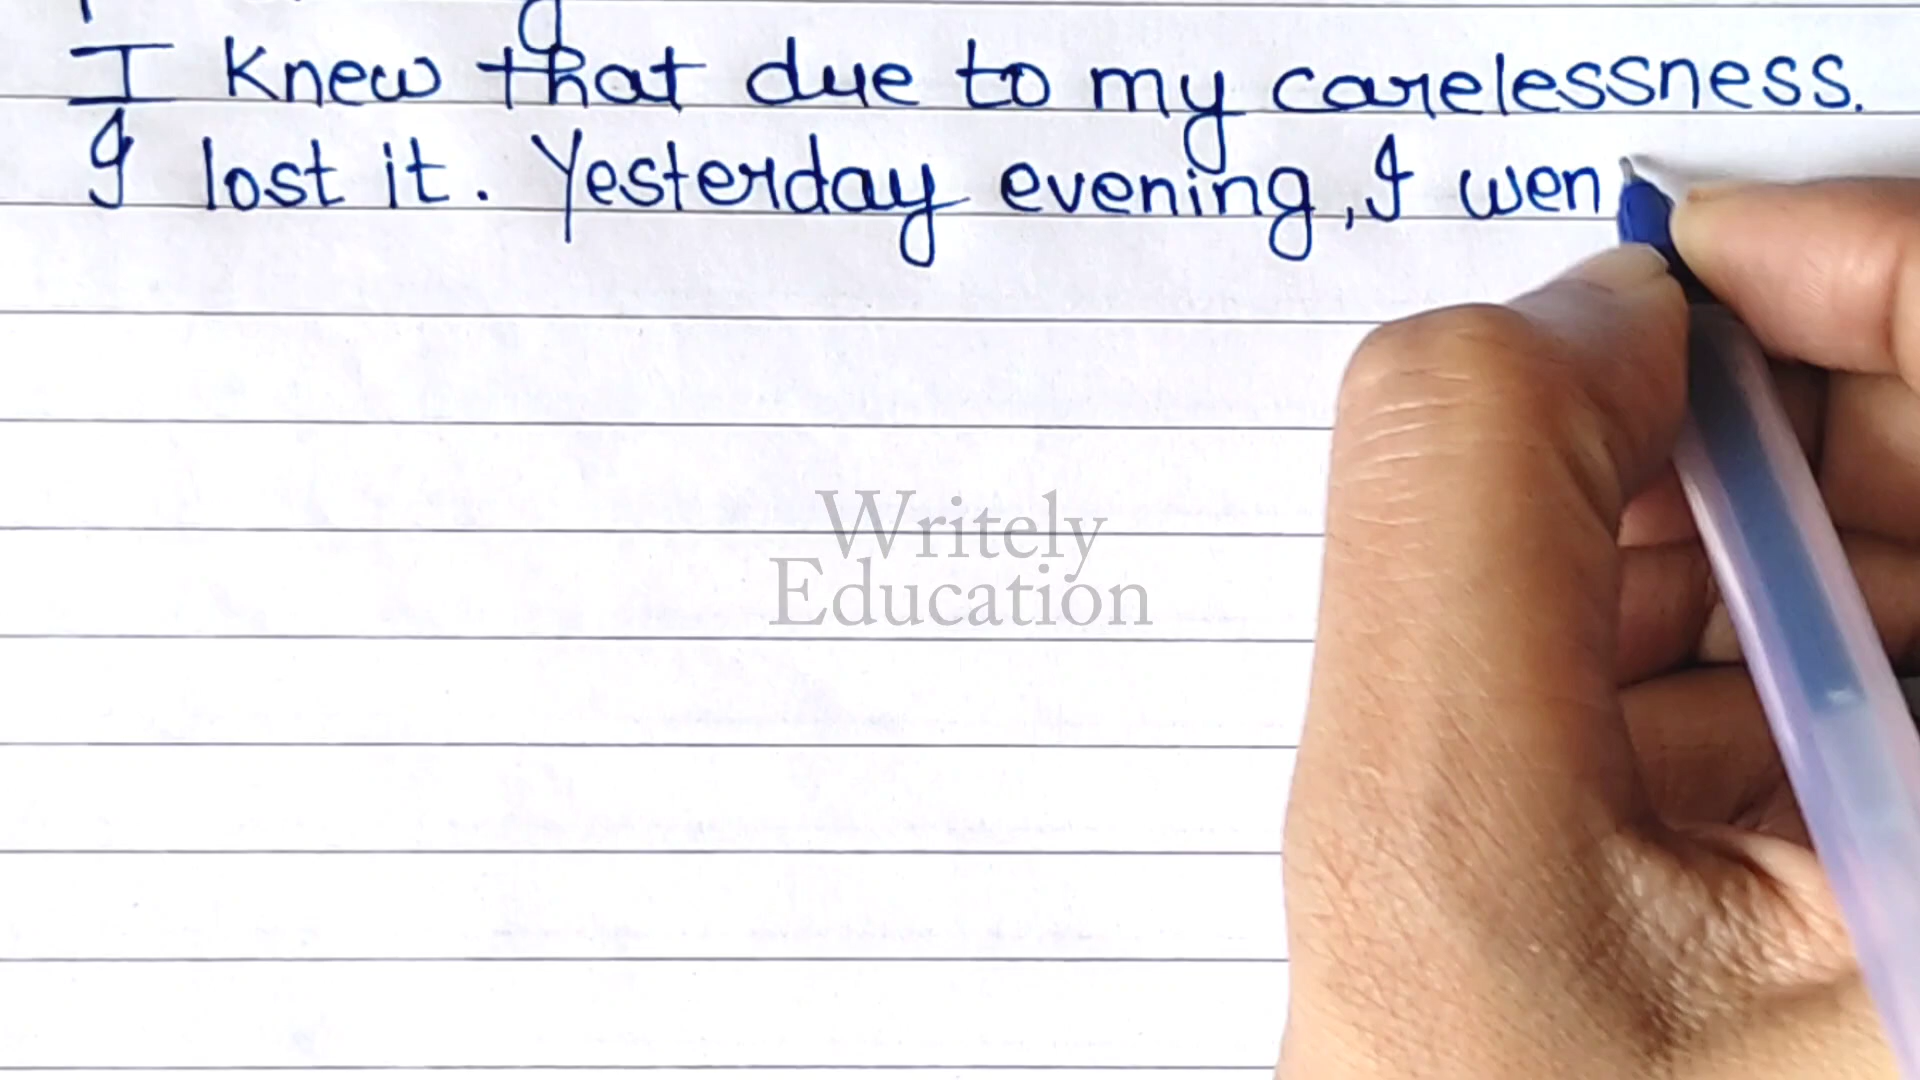 I knew that due to my carelessness.
I lost it. Yesterday evening, I wen
Writely
Education